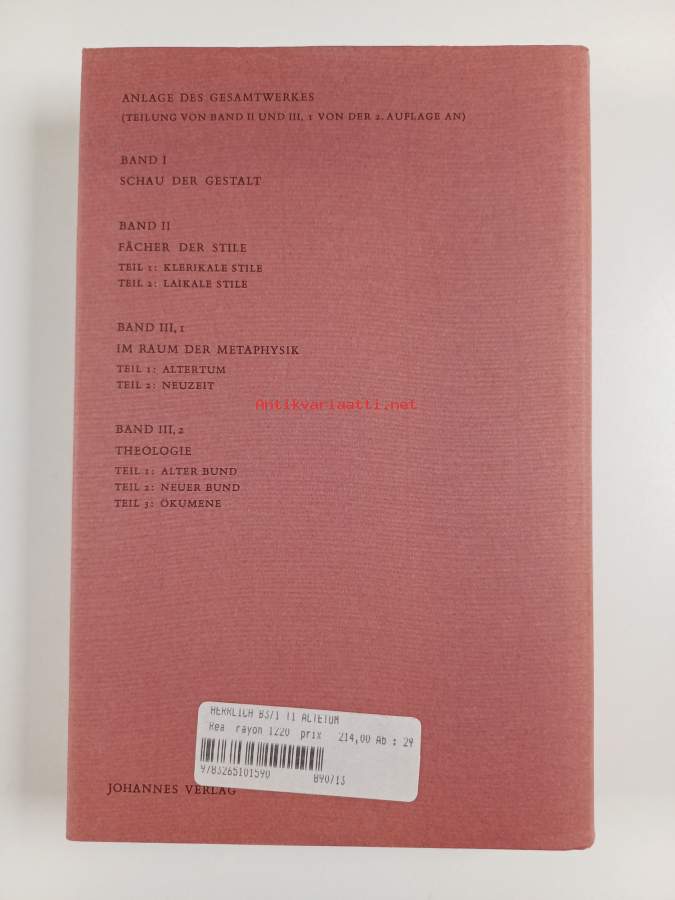 ANLAGE DES GESAMTWERKES
(TEILUNG VON BAND II UND III, 1 VON DER 2. AUFLAGE AN)
BAND I
SCHAU DER GESTALT
BAND II
FÄCHER DER STILE
TEIL 1: KLERIKALE STILE
TEIL 2: LAIKALE STILE
BAND III, 1
IM RAUM DER METAPHYSIK
TEIL 1: ALTERTUM
TEIL 2: NEUZEIT
Antikvariaatti.net
BAND III, 2
THEOLOGIE
TEIL 1: ALTER BUND
TEIL 2: NEUER BUND
TEIL 3: ÖKUMENE
HERRLICH B3/1 T1 ALTETUM
Rea rayon 1220 prix 214,00 Ab : 29
9783265101590 890713
JOHANNES VERLAG